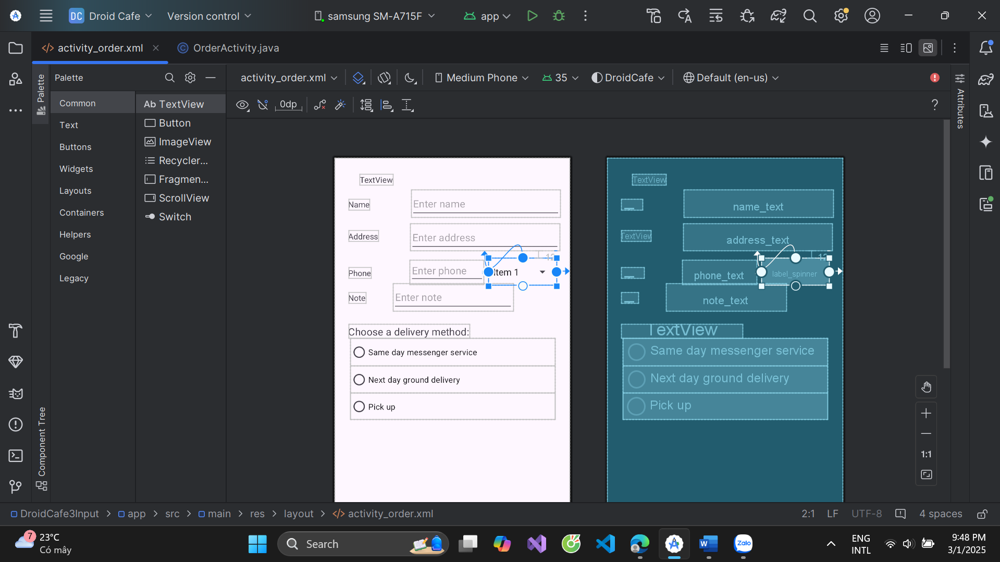 DC Droid Cafe Version control samsung SM-A715F app
activity_order.xml OrderActivity.java
Palette activity_order.xml Medium Phone 35 DroidCafe Default (en-us)
Palette
Attributes
0dp ?
Common
Text
Buttons
Widgets
Layouts
Containers
Helpers
Google
Legacy
Ab TextView
Button
ImageView
Recycler...
Fragmen...
ScrollView
Switch
TextView
Name Enter name
Address Enter address
12
Phone Enter phone Item 1
Note Enter note
Choose a delivery method:
Same day messenger service
Next day ground delivery
Pick up
TextView
name_text
TextView address_text
12
phone_text label_spinner
note_text
TextView
Same day messenger service
Next day ground delivery
Pick up
1:1
Component Tree
DroidCafe3Input > app > src > main > res > layout > activity_order.xml 2:1 LF UTF-8 4 spaces
7 23°C
Có mây
Search
W
Zalo
ENG
INTL
9:48 PM
3/1/2025